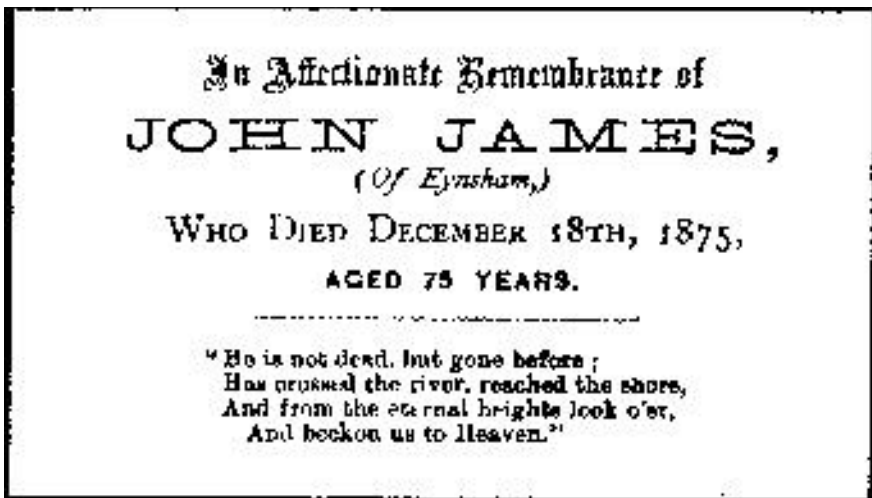 In Affectionate Remembrance of
JOHN JAMES,
(Of Eynsham,)
WHO DIED DECEMBER 18TH, 1875,
AGED 75 YEARS.
"He is not dead, but gone before;
Has crossed the river, reached the shore,
And from the eternal heights look o'er,
And beckon us to Heaven."